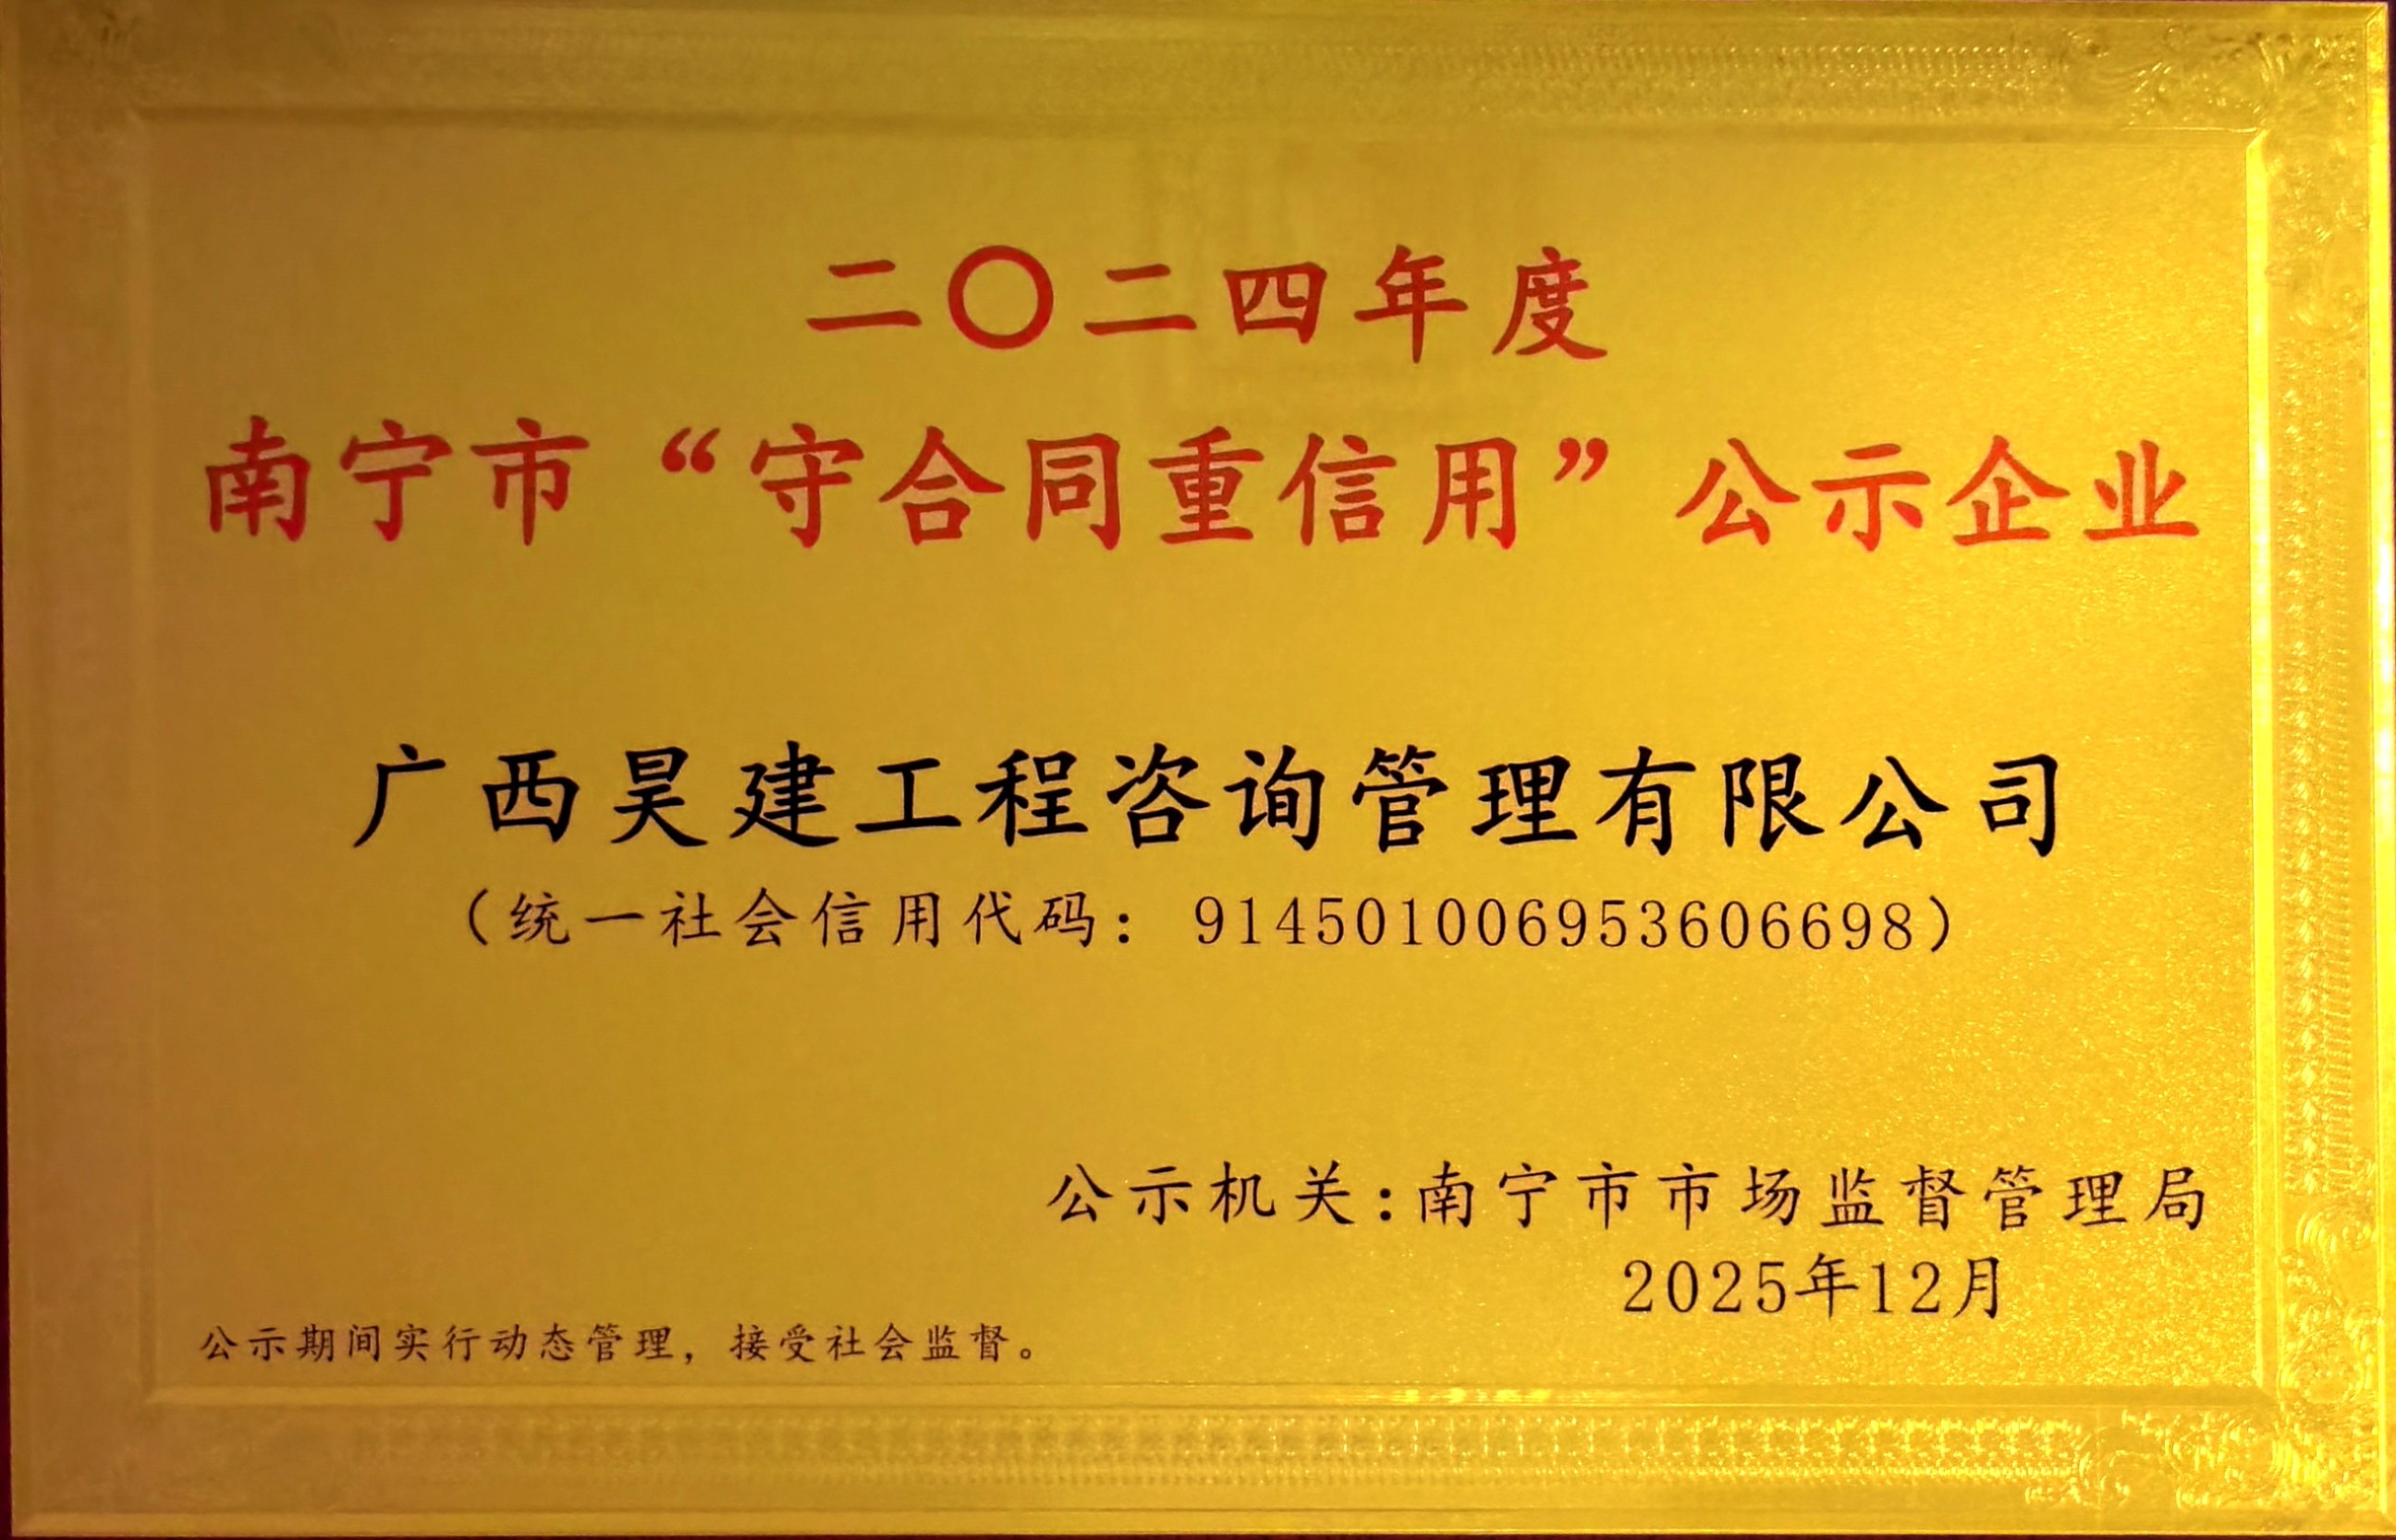 二〇二四年度
南宁市“守合同重信用”公示企业
广西昊建工程咨询管理有限公司
（统一社会信用代码：914501006953606698）
公示机关：南宁市市场监督管理局
2025年12月
公示期间实行动态管理，接受社会监督。